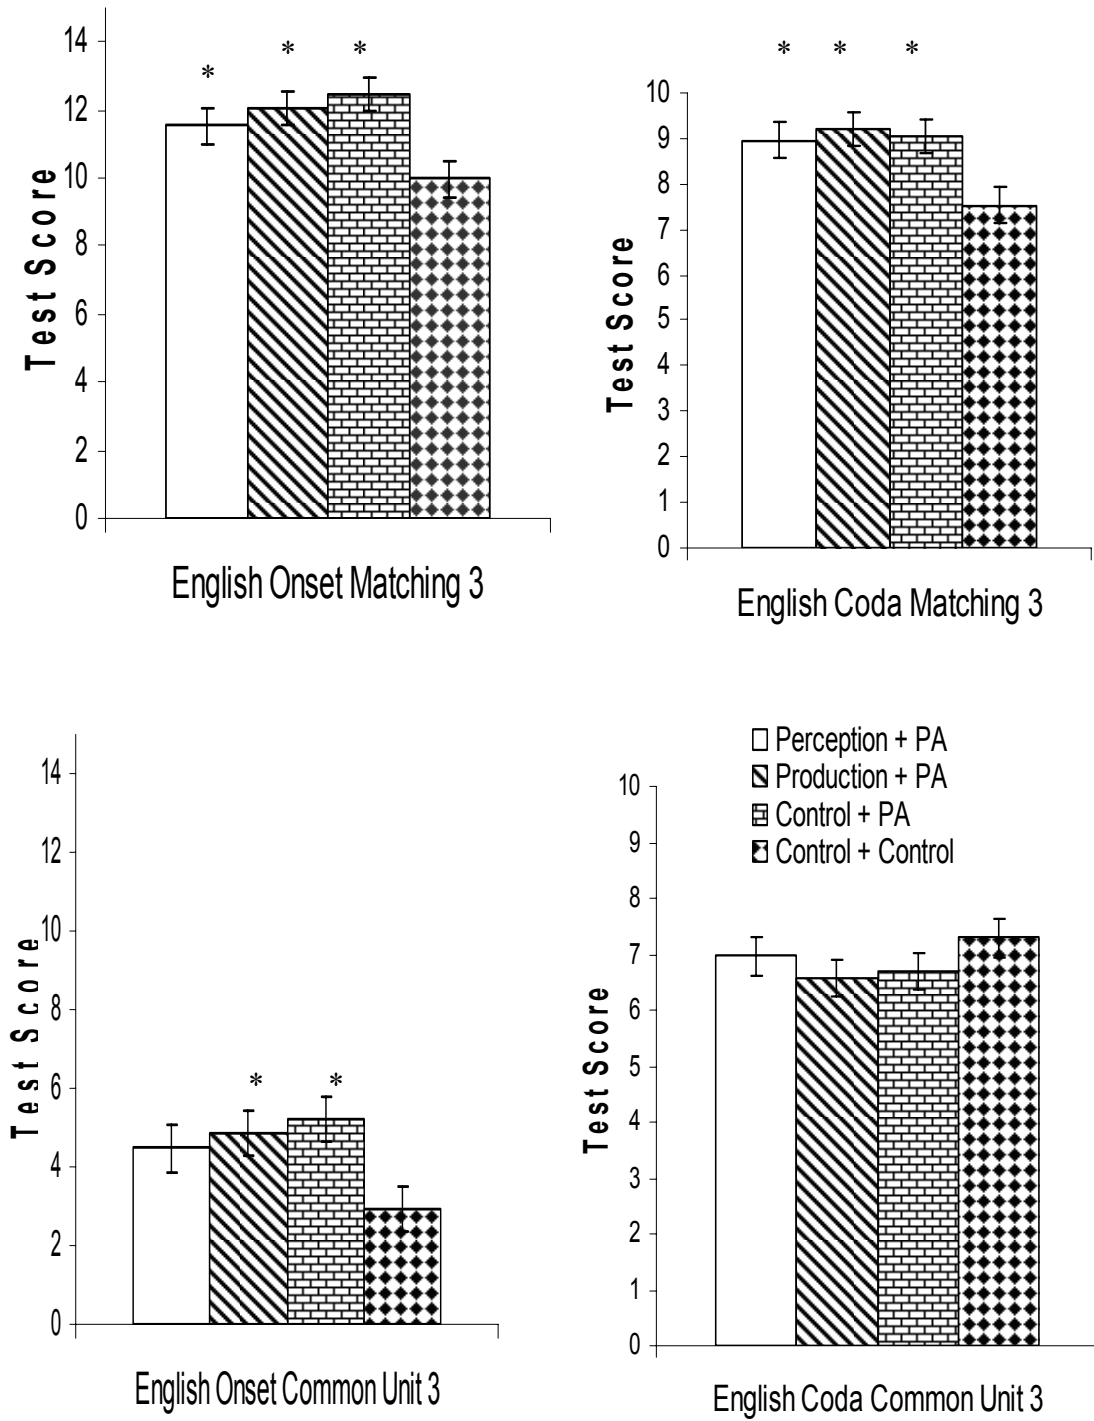 * * *
Test Score
14
12
10
8
6
4
2
0
English Onset Matching 3
* * *
Test Score
10
9
8
7
6
5
4
3
2
1
0
English Coda Matching 3
Test Score
14
12
10
8
6
4
2
0
* *
English Onset Common Unit 3
Perception + PA
Production + PA
Control + PA
Control + Control
Test Score
10
9
8
7
6
5
4
3
2
1
0
English Coda Common Unit 3